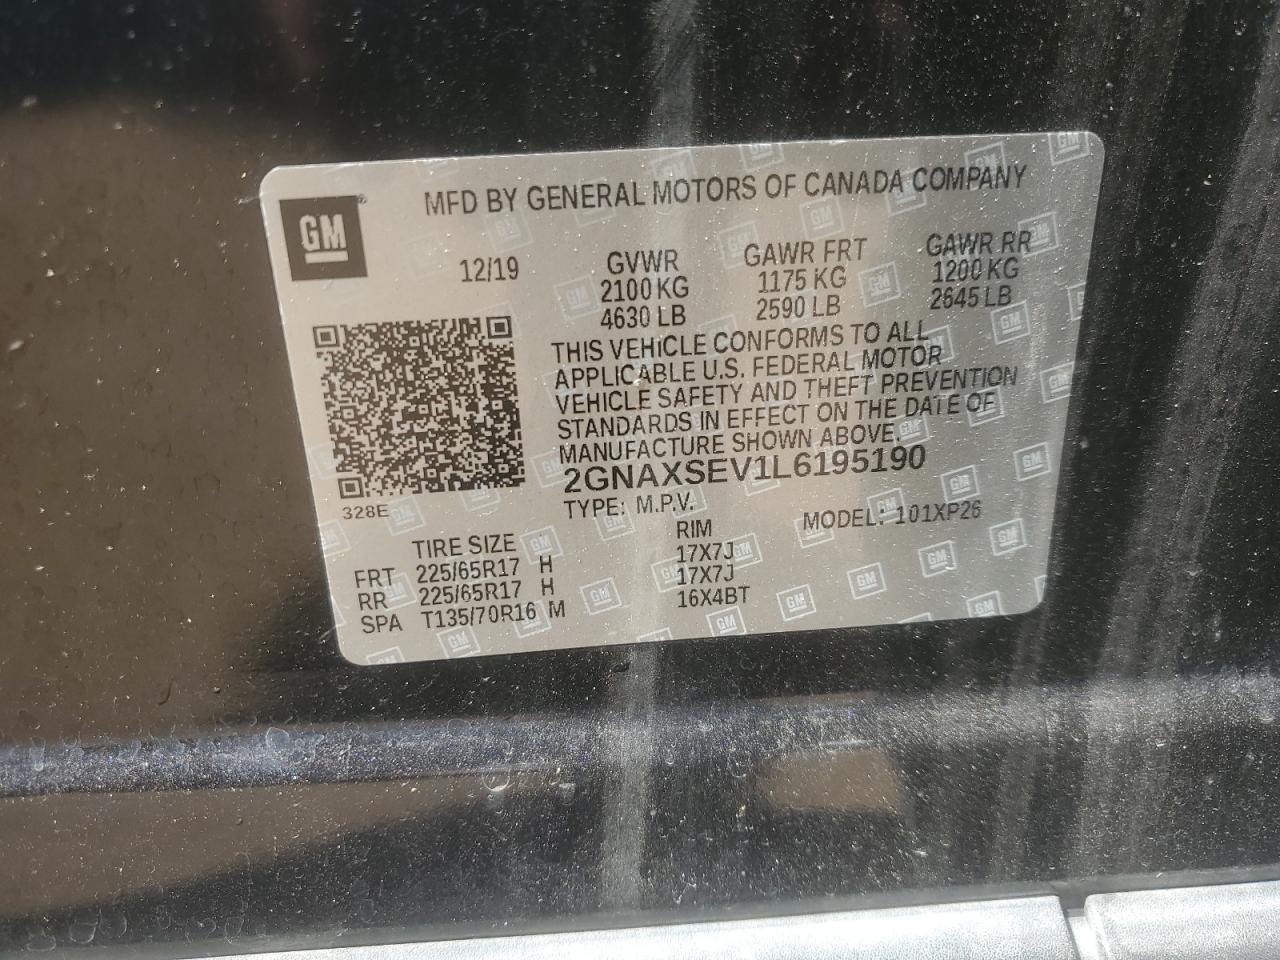 GM
MFD BY GENERAL MOTORS OF CANADA COMPANY
12/19
GVWR GAWR FRT GAWR RR
2100 KG 1175 KG 1200 KG
4630 LB 2590 LB 2645 LB
THIS VEHICLE CONFORMS TO ALL
APPLICABLE U.S. FEDERAL MOTOR
VEHICLE SAFETY AND THEFT PREVENTION
STANDARDS IN EFFECT ON THE DATE OF
MANUFACTURE SHOWN ABOVE.
2GNAXSEV1L6195190
TYPE: M.P.V. MODEL: 101XP26
328E
TIRE SIZE RIM
FRT 225/65R17 H 17X7J
RR 225/65R17 H 17X7J
SPA T135/70R16 M 16X4BT